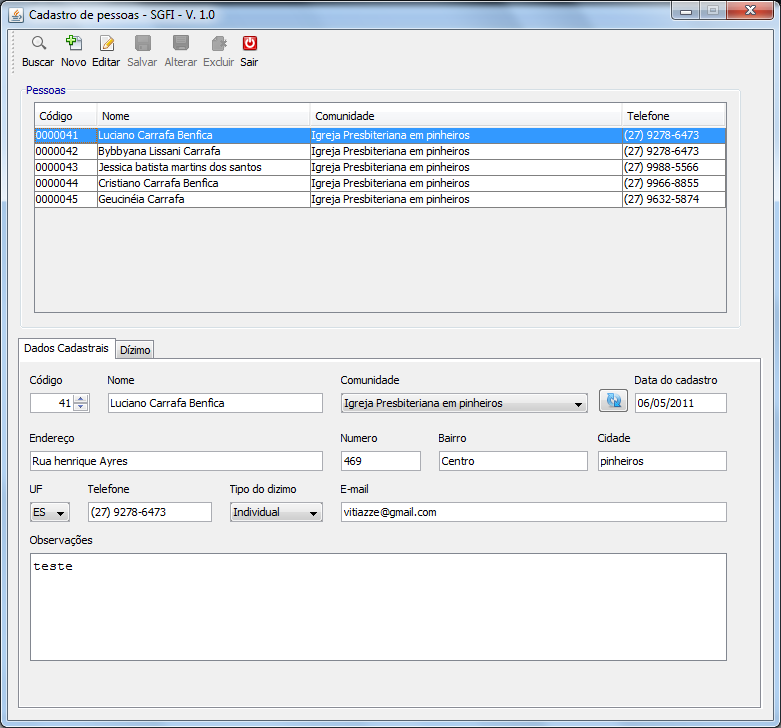 Cadastro de pessoas - SGFI - V. 1.0
Buscar Novo Editar Salvar Alterar Excluir Sair
Pessoas
Código Nome Comunidade Telefone
0000041 Luciano Carrafa Benfica Igreja Presbiteriana em pinheiros (27) 9278-6473
0000042 Bybbyana Lissani Carrafa Igreja Presbiteriana em pinheiros (27) 9278-6473
0000043 Jessica batista martins dos santos Igreja Presbiteriana em pinheiros (27) 9988-5566
0000044 Cristiano Carrafa Benfica Igreja Presbiteriana em pinheiros (27) 9966-8855
0000045 Geucinéia Carrafa Igreja Presbiteriana em pinheiros (27) 9632-5874
Dados Cadastrais Dízimo
Código Nome Comunidade Data do cadastro
41 Luciano Carrafa Benfica Igreja Presbiteriana em pinheiros 06/05/2011
Endereço Numero Bairro Cidade
Rua henrique Ayres 469 Centro pinheiros
UF Telefone Tipo do dizimo E-mail
ES (27) 9278-6473 Individual vitiazze@gmail.com
Observações
teste